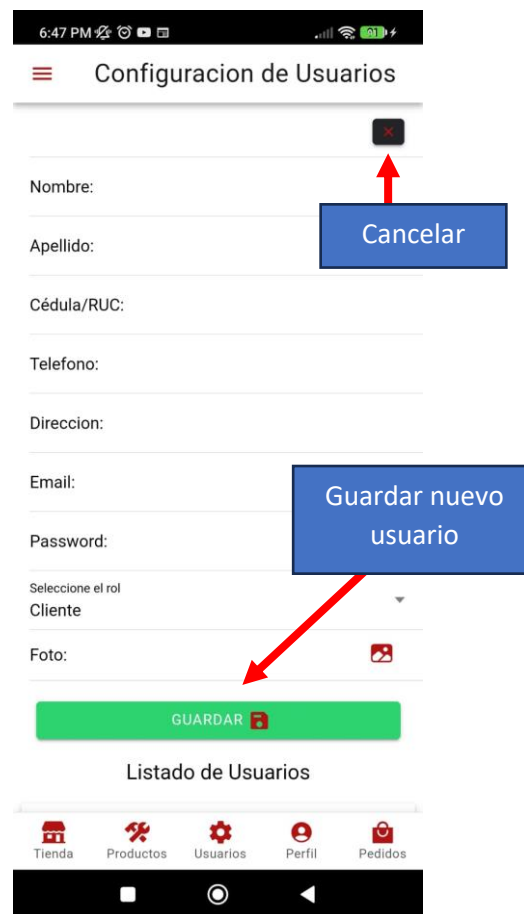 6:47 PM
Configuracion de Usuarios
Nombre:
Cancelar
Apellido:
Cédula/RUC:
Telefono:
Direccion:
Email:
Guardar nuevo
usuario
Password:
Seleccione el rol
Cliente
Foto:
GUARDAR
Listado de Usuarios
Tienda Productos Usuarios Perfil Pedidos